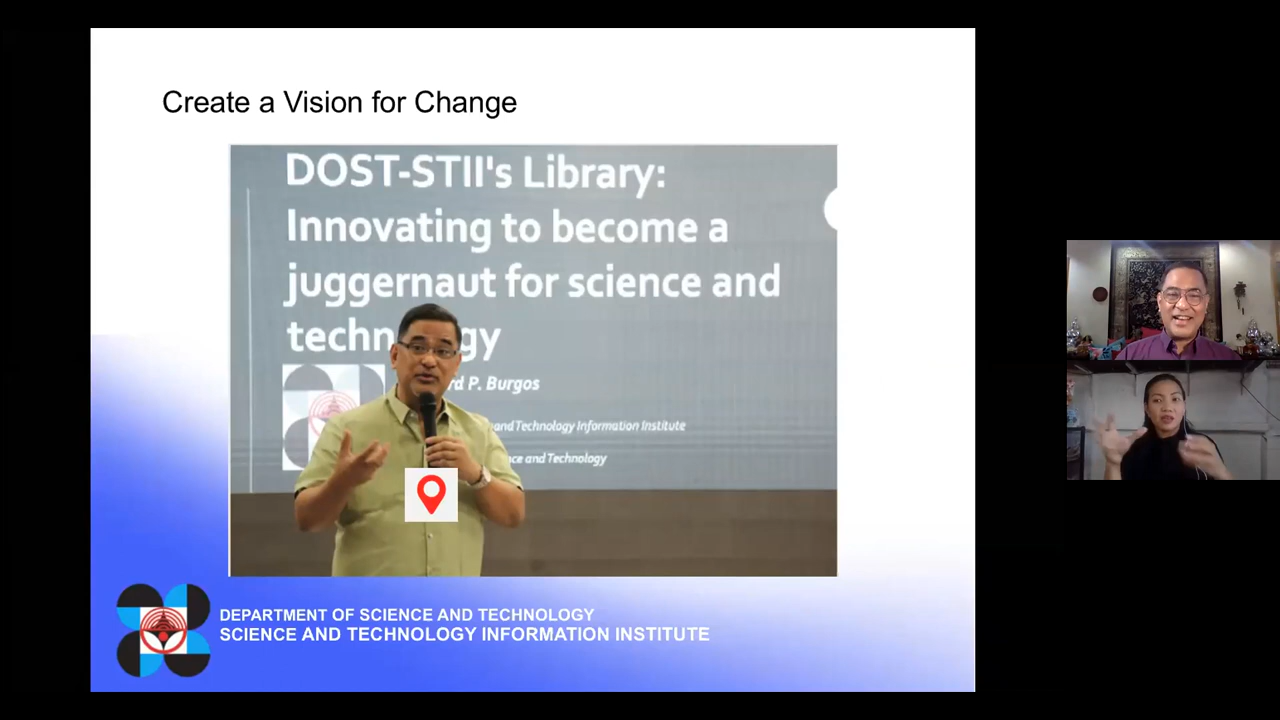 Create a Vision for Change
DOST-STII's Library:
Innovating to become a
juggernaut for science and
techn gy
rd P. Burgos
and Technology Information Institute
ce and Technology
DEPARTMENT OF SCIENCE AND TECHNOLOGY
SCIENCE AND TECHNOLOGY INFORMATION INSTITUTE